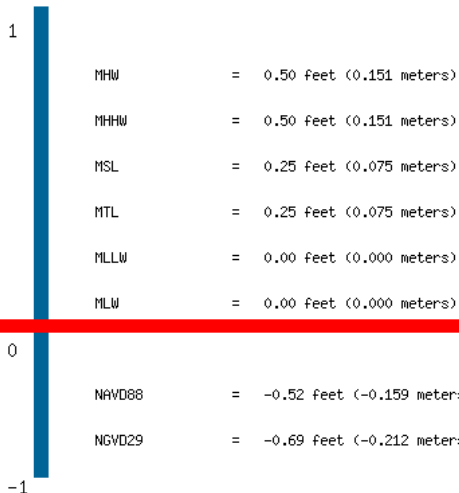 1
MHW = 0.50 feet (0.151 meters)
MHHW = 0.50 feet (0.151 meters)
MSL = 0.25 feet (0.075 meters)
MTL = 0.25 feet (0.075 meters)
MLLW = 0.00 feet (0.000 meters)
MLW = 0.00 feet (0.000 meters)
0
NAVD88 = -0.52 feet (-0.159 meters
NGVD29 = -0.69 feet (-0.212 meters
-1